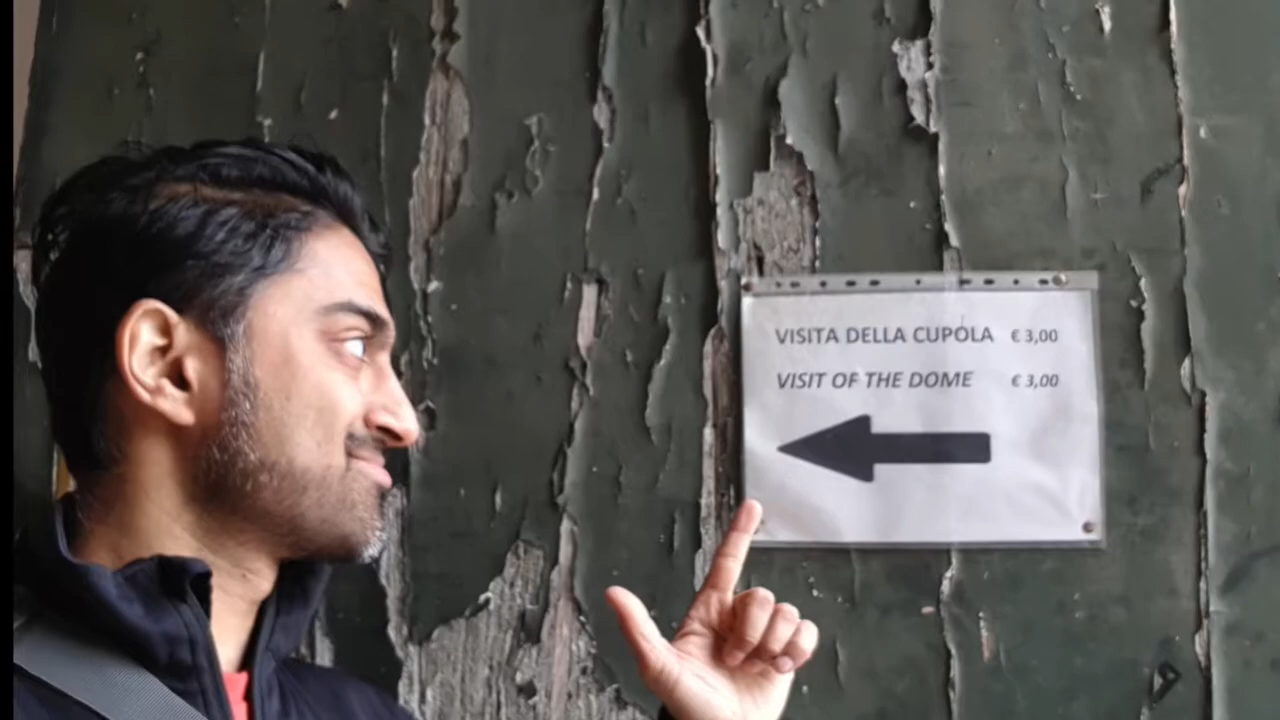 VISITA DELLA CUPOLA € 3,00
VISIT OF THE DOME € 3,00